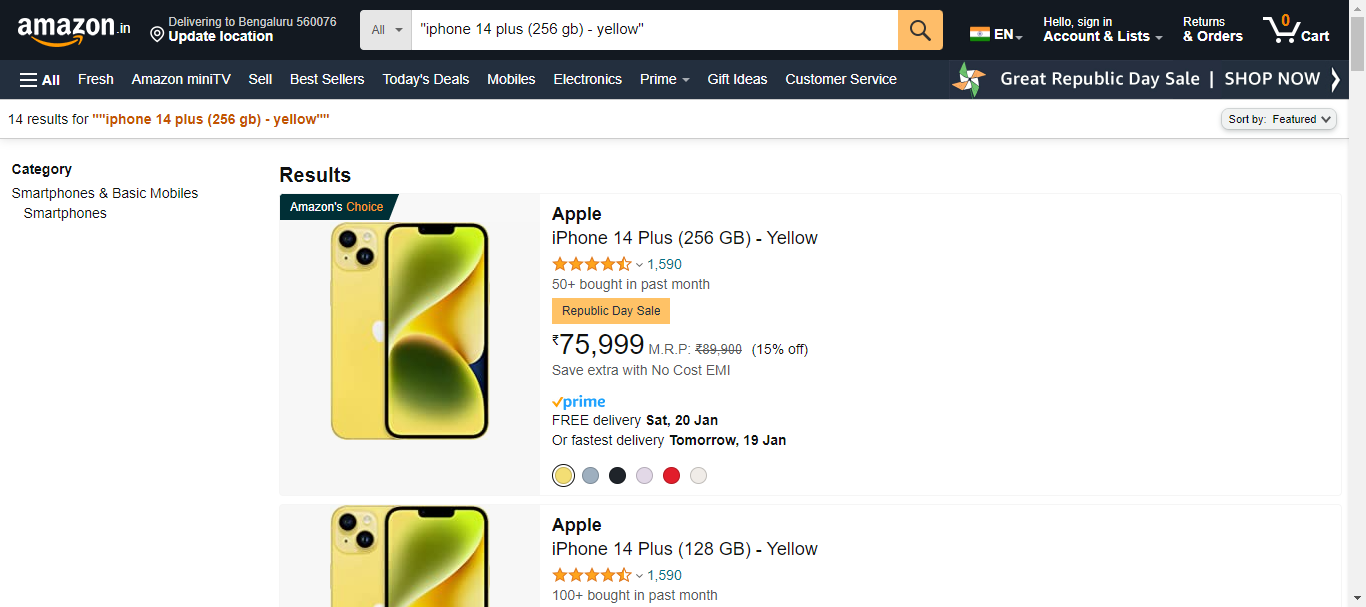 amazon.in
Delivering to Bengaluru 560076
Update location
All
"iphone 14 plus (256 gb) - yellow"
EN
Hello, sign in
Account & Lists
Returns
& Orders
0
Cart
All
Fresh
Amazon miniTV
Sell
Best Sellers
Today's Deals
Mobiles
Electronics
Prime
Gift Ideas
Customer Service
Great Republic Day Sale | SHOP NOW
14 results for ""iphone 14 plus (256 gb) - yellow""
Sort by: Featured
Category
Smartphones & Basic Mobiles
Smartphones
Results
Amazon's Choice
Apple
iPhone 14 Plus (256 GB) - Yellow
1,590
50+ bought in past month
Republic Day Sale
₹75,999 M.R.P: ₹89,900 (15% off)
Save extra with No Cost EMI
prime
FREE delivery Sat, 20 Jan
Or fastest delivery Tomorrow, 19 Jan
Apple
iPhone 14 Plus (128 GB) - Yellow
1,590
100+ bought in past month